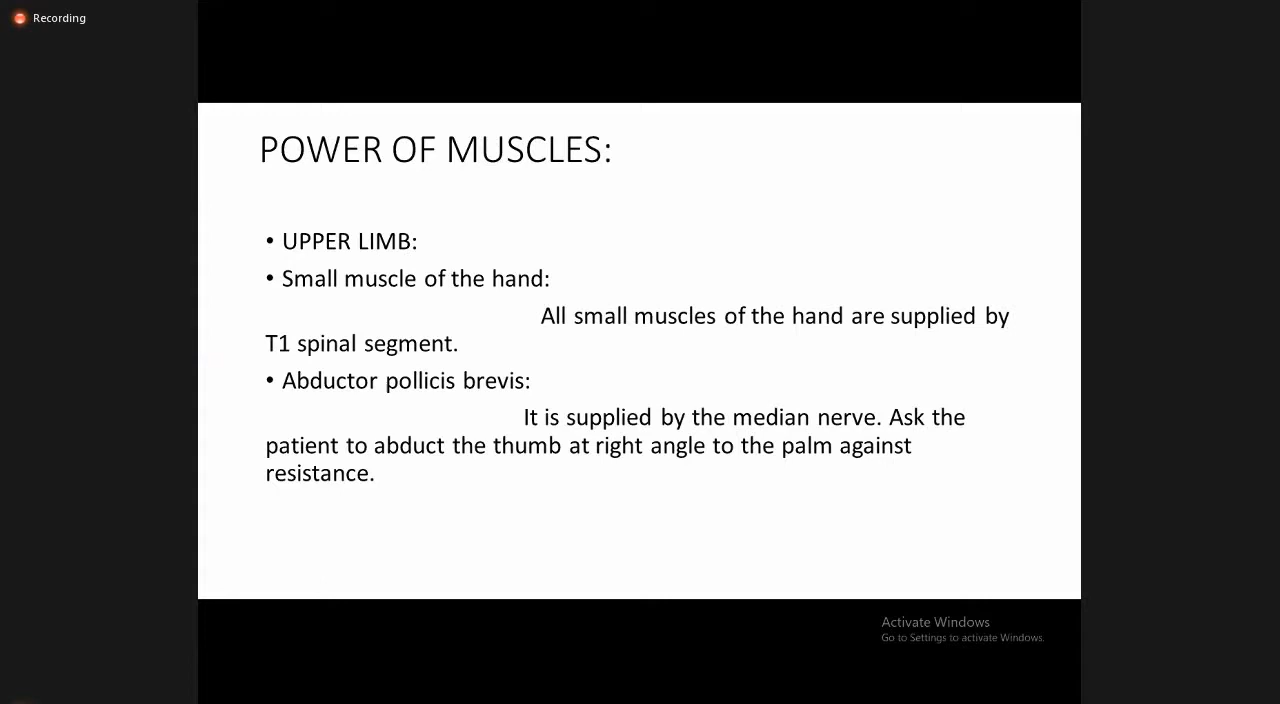 Recording
POWER OF MUSCLES:
• UPPER LIMB:
• Small muscle of the hand:
All small muscles of the hand are supplied by
T1 spinal segment.
• Abductor pollicis brevis:
It is supplied by the median nerve. Ask the
patient to abduct the thumb at right angle to the palm against
resistance.
Activate Windows
Go to Settings to activate Windows.